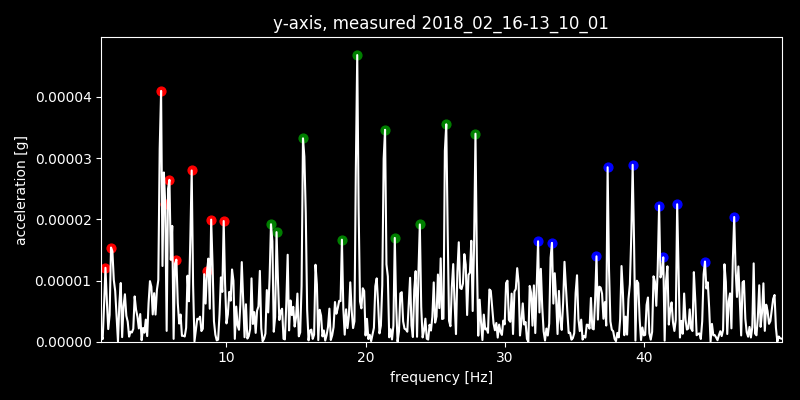 y-axis, measured 2018_02_16-13_10_01
acceleration [g]
0.00004
0.00003
0.00002
0.00001
0.00000
10 20 30 40
frequency [Hz]